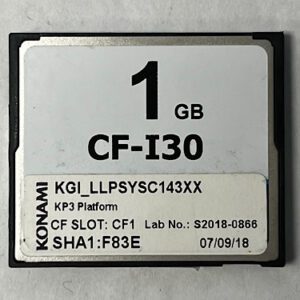 1 GB
CF-I30
KONAMI
KGI_LLPSYSC143XX
KP3 Platform
CF SLOT: CF1 Lab No.: S2018-0866
SHA1:F83E 07/09/18